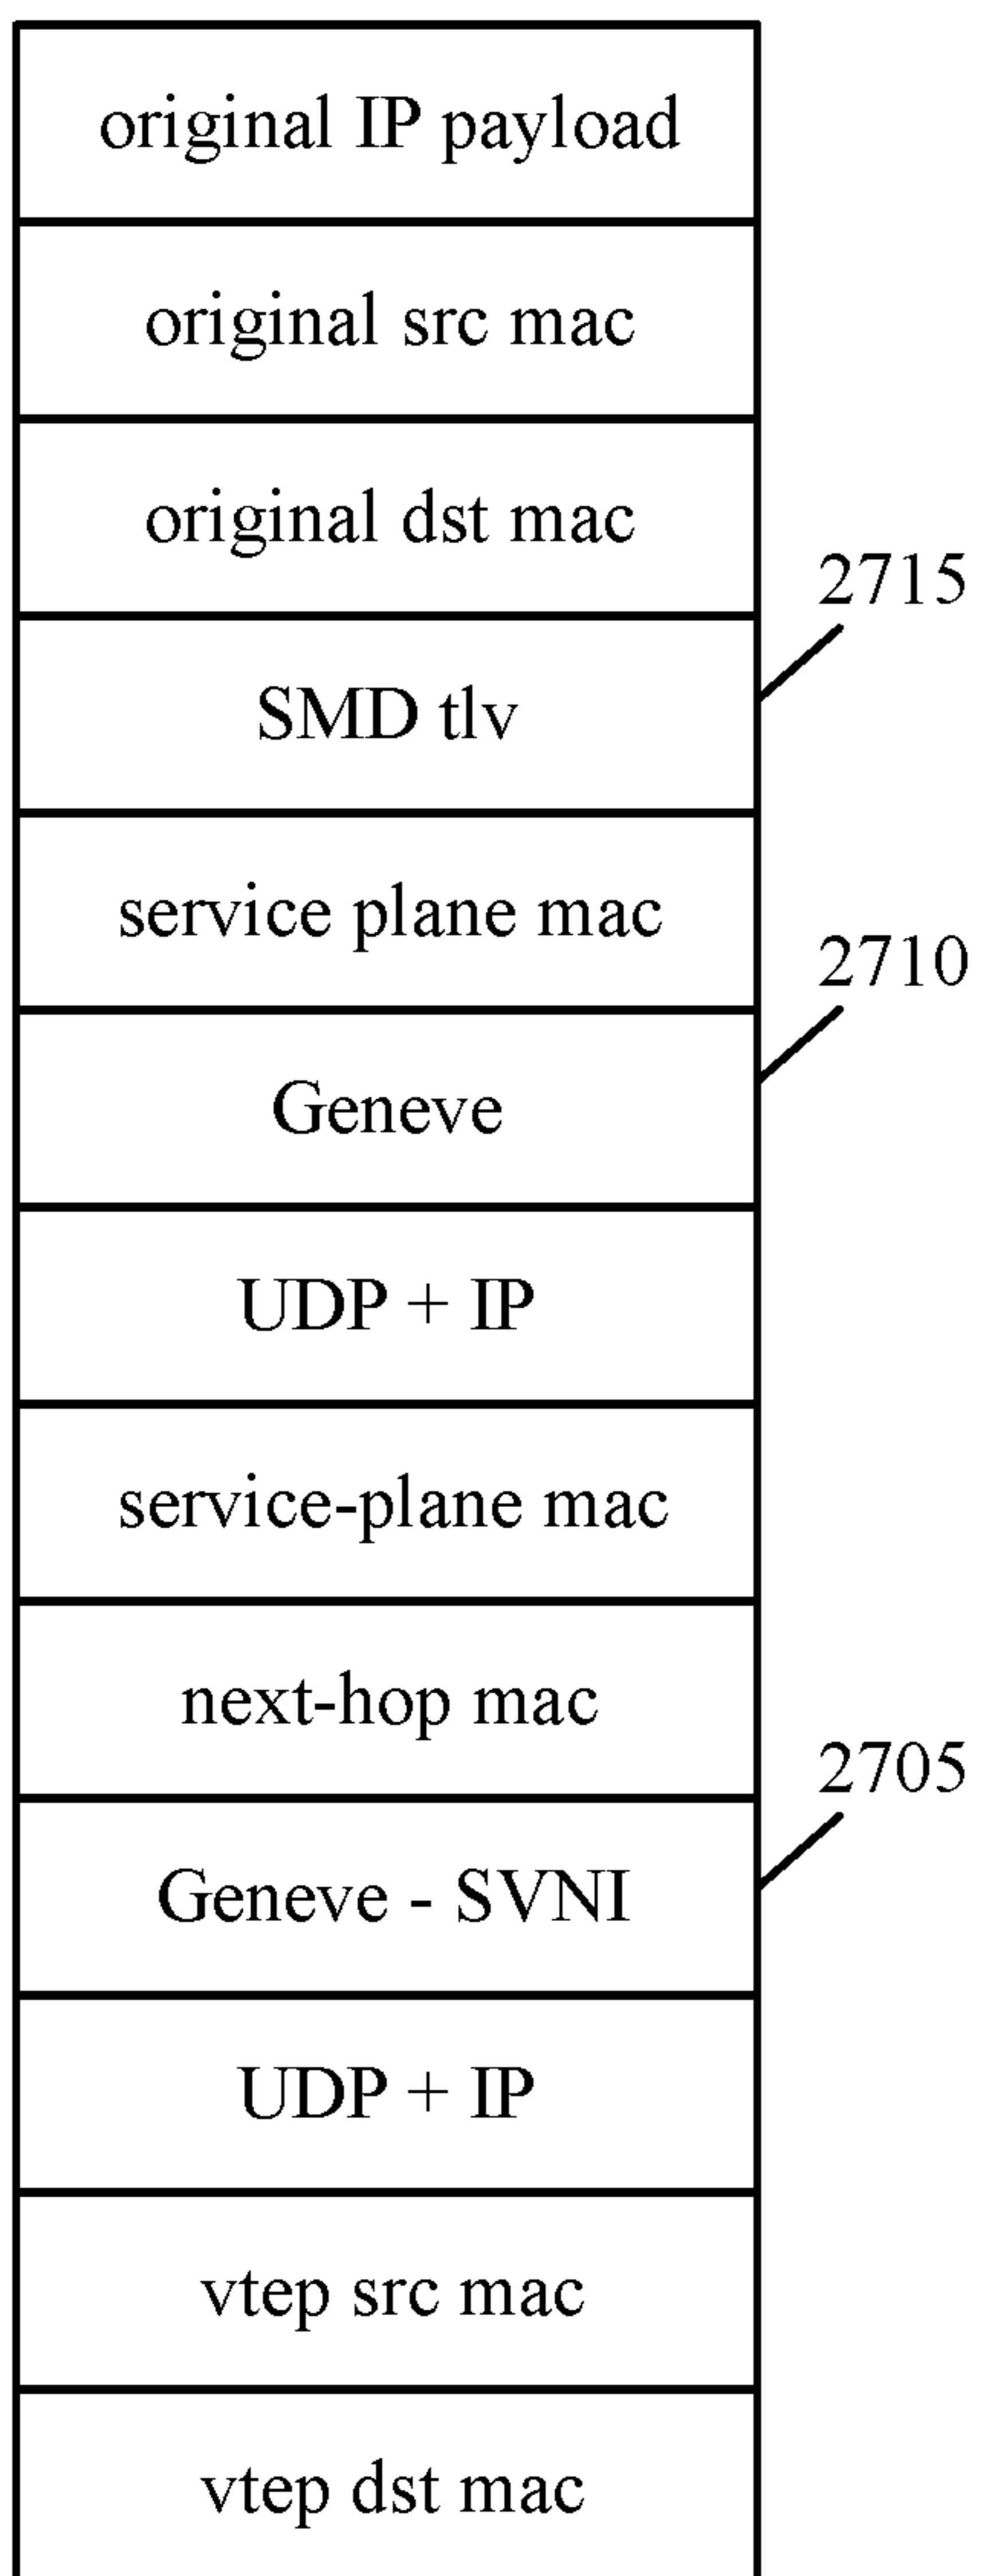 original IP payload
original src mac
original dst mac
2715
SMD tlv
service plane mac
2710
Geneve
UDP + IP
service-plane mac
next-hop mac
2705
Geneve - SVNI
UDP + IP
vtep src mac
vtep dst mac